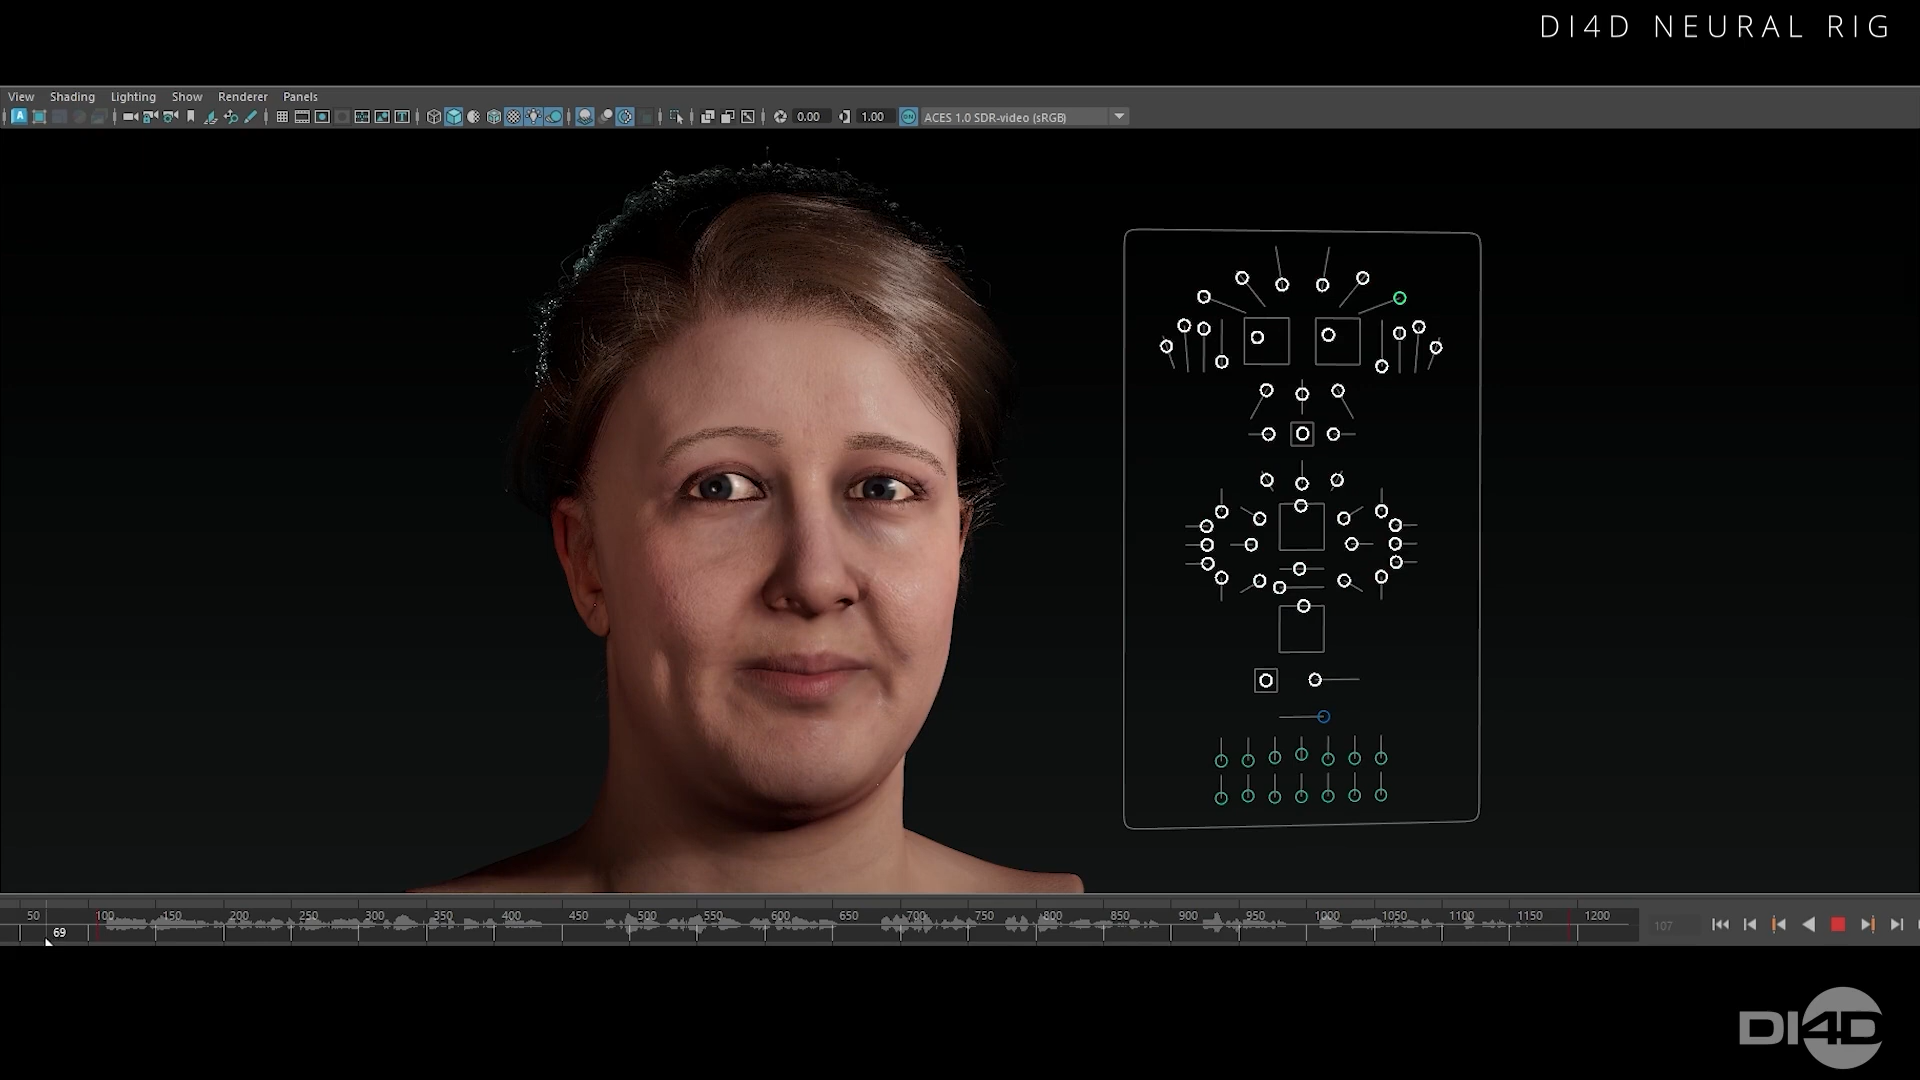 DI4D NEURAL RIG
View Shading Lighting Show Renderer Panels
0.00 1.00 ACES 1.0 SDR-video (sRGB)
50 100 150 200 250 300 350 400 450 500 550 600 650 700 750 800 850 900 950 1000 1050 1100 1150 1200
69
107
DI4D